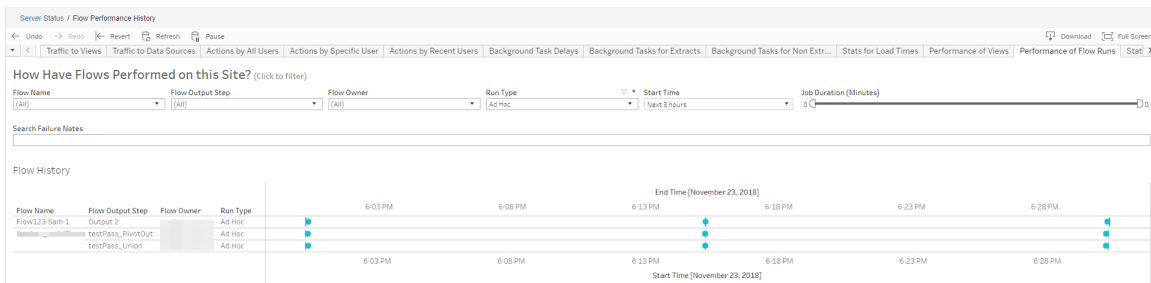 Server Status / Flow Performance History
Undo Redo Revert Refresh Pause Download Full Screen
Traffic to Views Traffic to Data Sources Actions by All Users Actions by Specific User Actions by Recent Users Background Task Delays Background Tasks for Extracts Background Tasks for Non Extr... Stats for Load Times Performance of Views Performance of Flow Runs Stat
How Have Flows Performed on this Site? (Click to filter)
Flow Name Flow Output Step Flow Owner Run Type Start Time Job Duration (Minutes)
(All) (All) (All) Ad Hoc Next 3 hours 0 0
Search Failure Notes
Flow History
End Time [November 23, 2018]
Flow Name Flow Output Step Flow Owner Run Type 6:03 PM 6:08 PM 6:13 PM 6:18 PM 6:23 PM 6:28 PM
Flow123-Sam-1 Output 2 Ad Hoc
testPass_PivotOut Ad Hoc
testPass_Union Ad Hoc
6:03 PM 6:08 PM 6:13 PM 6:18 PM 6:23 PM 6:28 PM
Start Time [November 23, 2018]